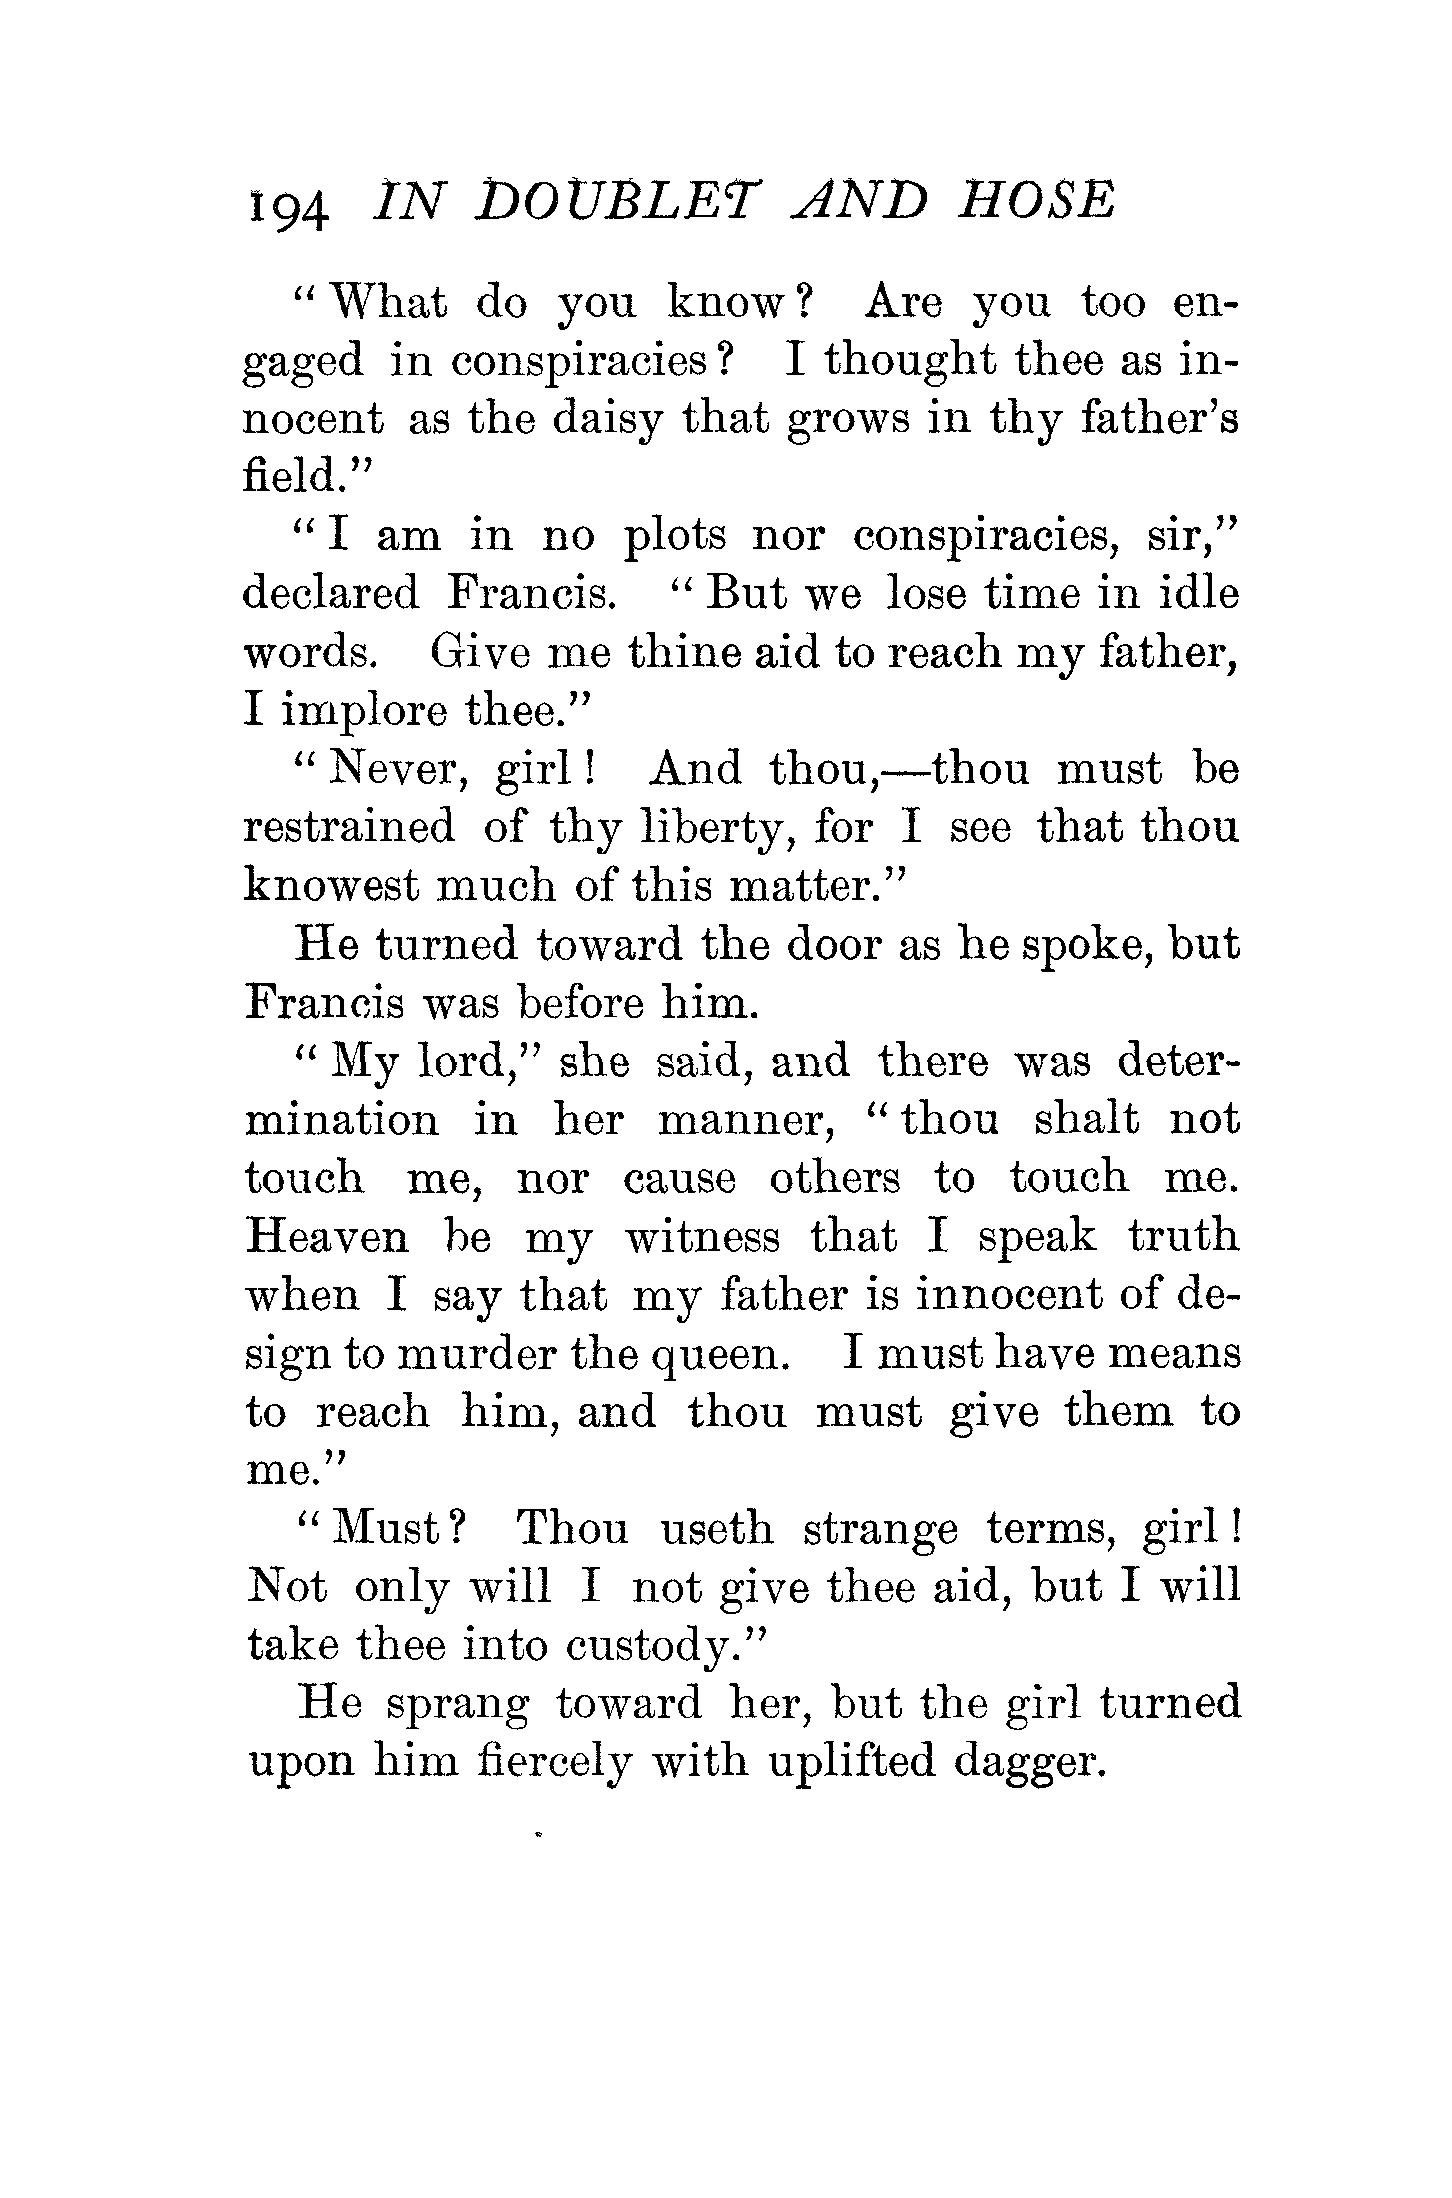 194 IN DOUBLET AND HOSE
“What do you know? Are you too en-
gaged in conspiracies? I thought thee as in-
nocent as the daisy that grows in thy father’s
field.”
“I am in no plots nor conspiracies, sir,”
declared Francis. “But we lose time in idle
words. Give me thine aid to reach my father,
I implore thee.”
“Never, girl! And thou,—thou must be
restrained of thy liberty, for I see that thou
knowest much of this matter.”
He turned toward the door as he spoke, but
Francis was before him.
“My lord,” she said, and there was deter-
mination in her manner, “thou shalt not
touch me, nor cause others to touch me.
Heaven be my witness that I speak truth
when I say that my father is innocent of de-
sign to murder the queen. I must have means
to reach him, and thou must give them to
me.”
“Must? Thou useth strange terms, girl!
Not only will I not give thee aid, but I will
take thee into custody.”
He sprang toward her, but the girl turned
upon him fiercely with uplifted dagger.